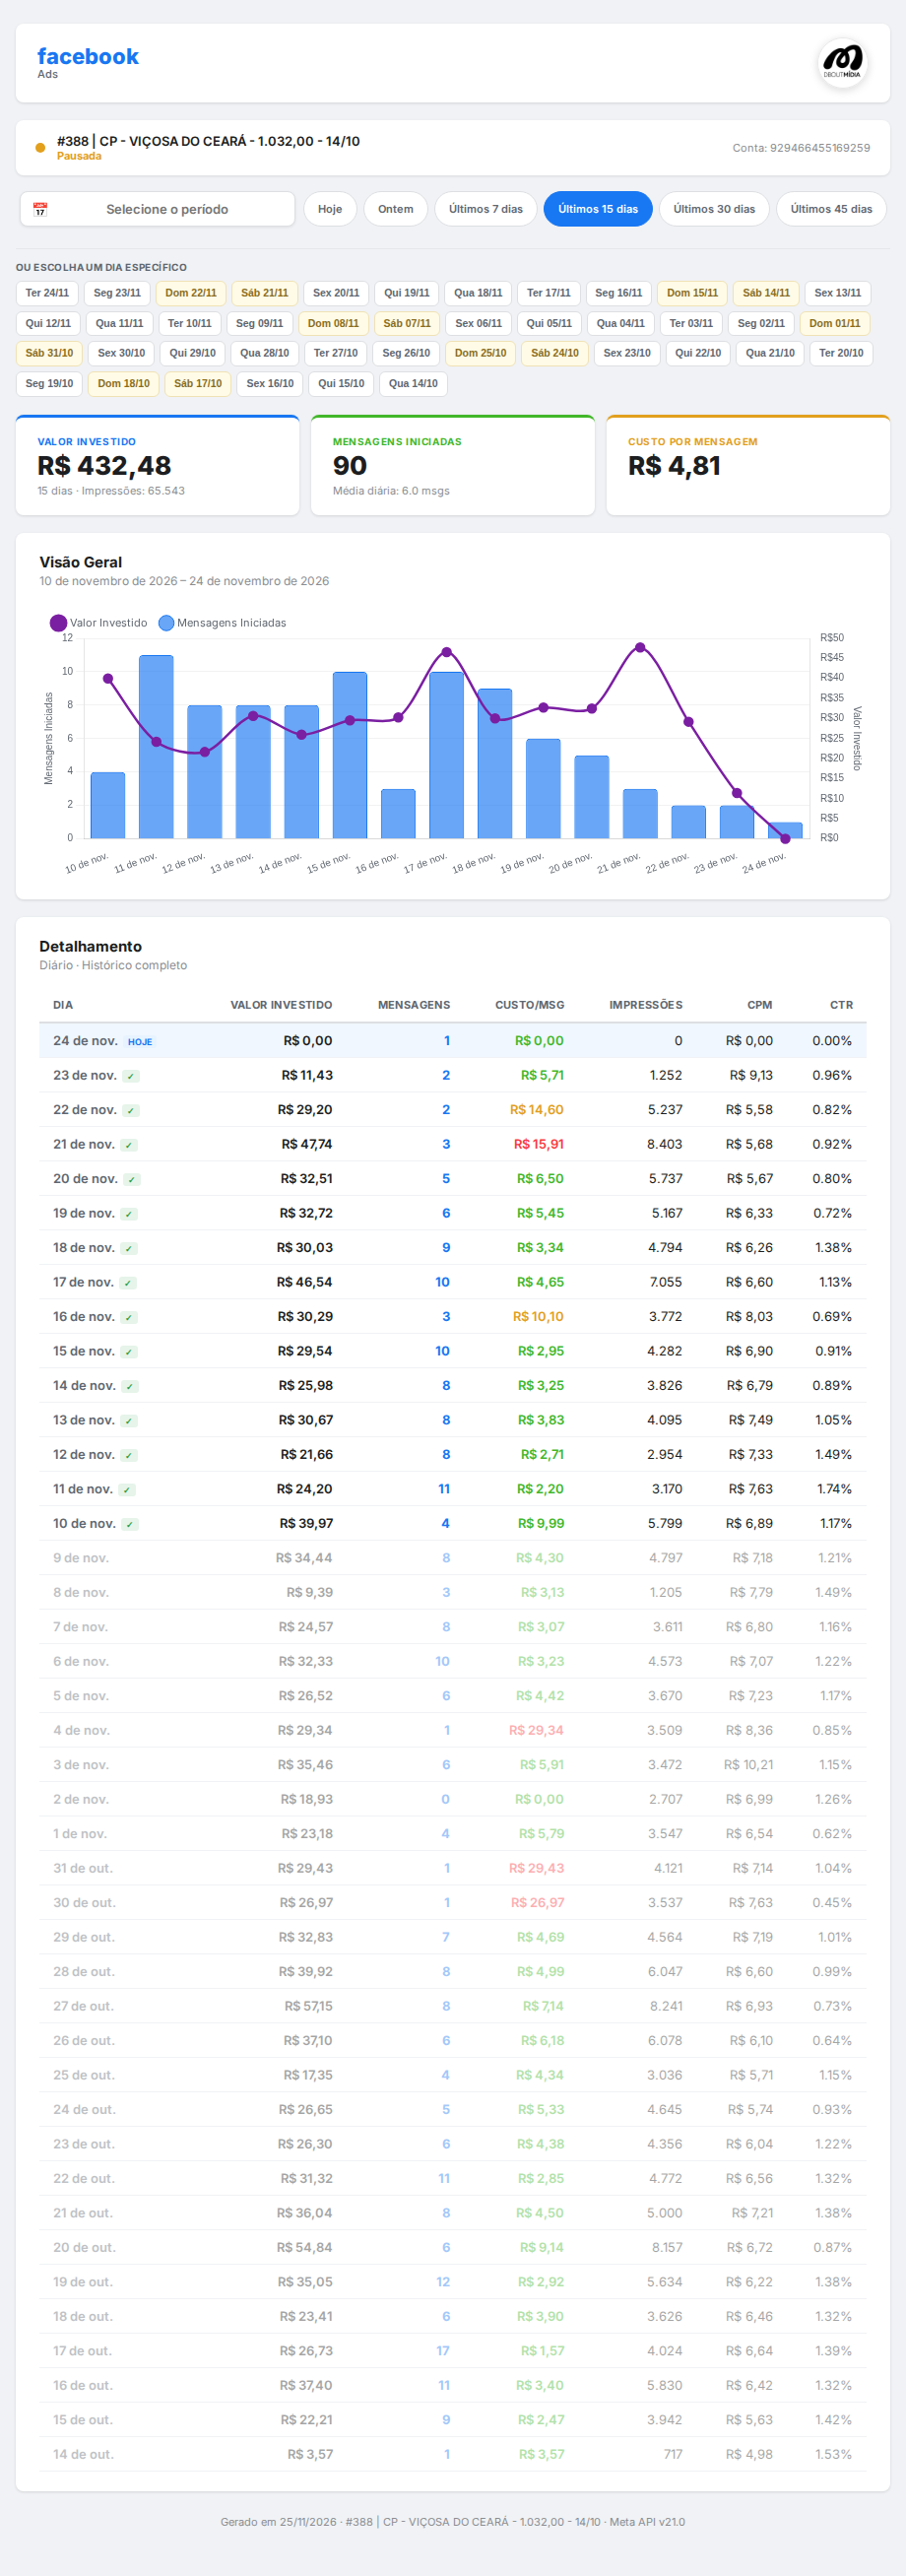 facebook
Ads
DBOUTMÍDIA
#388 | CP - VIÇOSA DO CEARÁ - 1.032,00 - 14/10
Pausada
Conta: 929466455169259
Selecione o período Hoje Ontem Últimos 7 dias Últimos 15 dias Últimos 30 dias Últimos 45 dias
OU ESCOLHA UM DIA ESPECÍFICO
Ter 24/11 Seg 23/11 Dom 22/11 Sáb 21/11 Sex 20/11 Qui 19/11 Qua 18/11 Ter 17/11 Seg 16/11 Dom 15/11 Sáb 14/11 Sex 13/11
Qui 12/11 Qua 11/11 Ter 10/11 Seg 09/11 Dom 08/11 Sáb 07/11 Sex 06/11 Qui 05/11 Qua 04/11 Ter 03/11 Seg 02/11 Dom 01/11
Sáb 31/10 Sex 30/10 Qui 29/10 Qua 28/10 Ter 27/10 Seg 26/10 Dom 25/10 Sáb 24/10 Sex 23/10 Qui 22/10 Qua 21/10 Ter 20/10
Seg 19/10 Dom 18/10 Sáb 17/10 Sex 16/10 Qui 15/10 Qua 14/10
VALOR INVESTIDO
R$ 432,48
15 dias · Impressões: 65.543
MENSAGENS INICIADAS
90
Média diária: 6.0 msgs
CUSTO POR MENSAGEM
R$ 4,81
Visão Geral
10 de novembro de 2026 – 24 de novembro de 2026
Valor Investido Mensagens Iniciadas
12 R$50
R$45
10 R$40
R$35
8 R$30
6 R$25
R$20
4 R$15
R$10
2 R$5
0 R$0
Mensagens Iniciadas
Valor Investido
10 de nov. 11 de nov. 12 de nov. 13 de nov. 14 de nov. 15 de nov. 16 de nov. 17 de nov. 18 de nov. 19 de nov. 20 de nov. 21 de nov. 22 de nov. 23 de nov. 24 de nov.
Detalhamento
Diário · Histórico completo
DIA VALOR INVESTIDO MENSAGENS CUSTO/MSG IMPRESSÕES CPM CTR
24 de nov. HOJE R$ 0,00 1 R$ 0,00 0 R$ 0,00 0.00%
23 de nov. ✓ R$ 11,43 2 R$ 5,71 1.252 R$ 9,13 0.96%
22 de nov. ✓ R$ 29,20 2 R$ 14,60 5.237 R$ 5,58 0.82%
21 de nov. ✓ R$ 47,74 3 R$ 15,91 8.403 R$ 5,68 0.92%
20 de nov. ✓ R$ 32,51 5 R$ 6,50 5.737 R$ 5,67 0.80%
19 de nov. ✓ R$ 32,72 6 R$ 5,45 5.167 R$ 6,33 0.72%
18 de nov. ✓ R$ 30,03 9 R$ 3,34 4.794 R$ 6,26 1.38%
17 de nov. ✓ R$ 46,54 10 R$ 4,65 7.055 R$ 6,60 1.13%
16 de nov. ✓ R$ 30,29 3 R$ 10,10 3.772 R$ 8,03 0.69%
15 de nov. ✓ R$ 29,54 10 R$ 2,95 4.282 R$ 6,90 0.91%
14 de nov. ✓ R$ 25,98 8 R$ 3,25 3.826 R$ 6,79 0.89%
13 de nov. ✓ R$ 30,67 8 R$ 3,83 4.095 R$ 7,49 1.05%
12 de nov. ✓ R$ 21,66 8 R$ 2,71 2.954 R$ 7,33 1.49%
11 de nov. ✓ R$ 24,20 11 R$ 2,20 3.170 R$ 7,63 1.74%
10 de nov. ✓ R$ 39,97 4 R$ 9,99 5.799 R$ 6,89 1.17%
9 de nov. R$ 34,44 8 R$ 4,30 4.797 R$ 7,18 1.21%
8 de nov. R$ 9,39 3 R$ 3,13 1.205 R$ 7,79 1.49%
7 de nov. R$ 24,57 8 R$ 3,07 3.611 R$ 6,80 1.16%
6 de nov. R$ 32,33 10 R$ 3,23 4.573 R$ 7,07 1.22%
5 de nov. R$ 26,52 6 R$ 4,42 3.670 R$ 7,23 1.17%
4 de nov. R$ 29,34 1 R$ 29,34 3.509 R$ 8,36 0.85%
3 de nov. R$ 35,46 6 R$ 5,91 3.472 R$ 10,21 1.15%
2 de nov. R$ 18,93 0 R$ 0,00 2.707 R$ 6,99 1.26%
1 de nov. R$ 23,18 4 R$ 5,79 3.547 R$ 6,54 0.62%
31 de out. R$ 29,43 1 R$ 29,43 4.121 R$ 7,14 1.04%
30 de out. R$ 26,97 1 R$ 26,97 3.537 R$ 7,63 0.45%
29 de out. R$ 32,83 7 R$ 4,69 4.564 R$ 7,19 1.01%
28 de out. R$ 39,92 8 R$ 4,99 6.047 R$ 6,60 0.99%
27 de out. R$ 57,15 8 R$ 7,14 8.241 R$ 6,93 0.73%
26 de out. R$ 37,10 6 R$ 6,18 6.078 R$ 6,10 0.64%
25 de out. R$ 17,35 4 R$ 4,34 3.036 R$ 5,71 1.15%
24 de out. R$ 26,65 5 R$ 5,33 4.645 R$ 5,74 0.93%
23 de out. R$ 26,30 6 R$ 4,38 4.356 R$ 6,04 1.22%
22 de out. R$ 31,32 11 R$ 2,85 4.772 R$ 6,56 1.32%
21 de out. R$ 36,04 8 R$ 4,50 5.000 R$ 7,21 1.38%
20 de out. R$ 54,84 6 R$ 9,14 8.157 R$ 6,72 0.87%
19 de out. R$ 35,05 12 R$ 2,92 5.634 R$ 6,22 1.38%
18 de out. R$ 23,41 6 R$ 3,90 3.626 R$ 6,46 1.32%
17 de out. R$ 26,73 17 R$ 1,57 4.024 R$ 6,64 1.39%
16 de out. R$ 37,40 11 R$ 3,40 5.830 R$ 6,42 1.32%
15 de out. R$ 22,21 9 R$ 2,47 3.942 R$ 5,63 1.42%
14 de out. R$ 3,57 1 R$ 3,57 717 R$ 4,98 1.53%
Gerado em 25/11/2026 · #388 | CP - VIÇOSA DO CEARÁ - 1.032,00 - 14/10 · Meta API v21.0